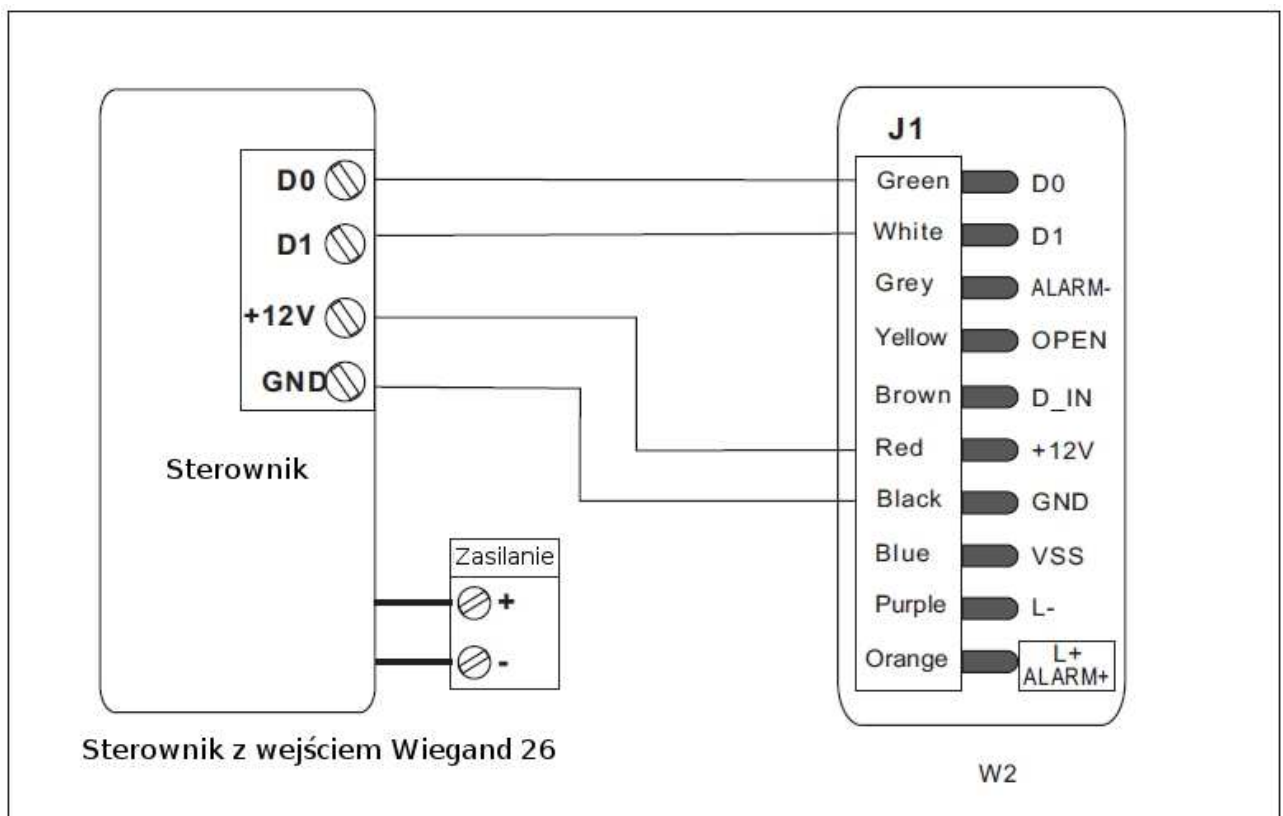 J1
D0
D1
+12V
GND
Sterownik
Zasilanie
+
-
Sterownik z wejściem Wiegand 26
Green D0
White D1
Grey ALARM-
Yellow OPEN
Brown D_IN
Red +12V
Black GND
Blue VSS
Purple L-
Orange L+
ALARM+
W2